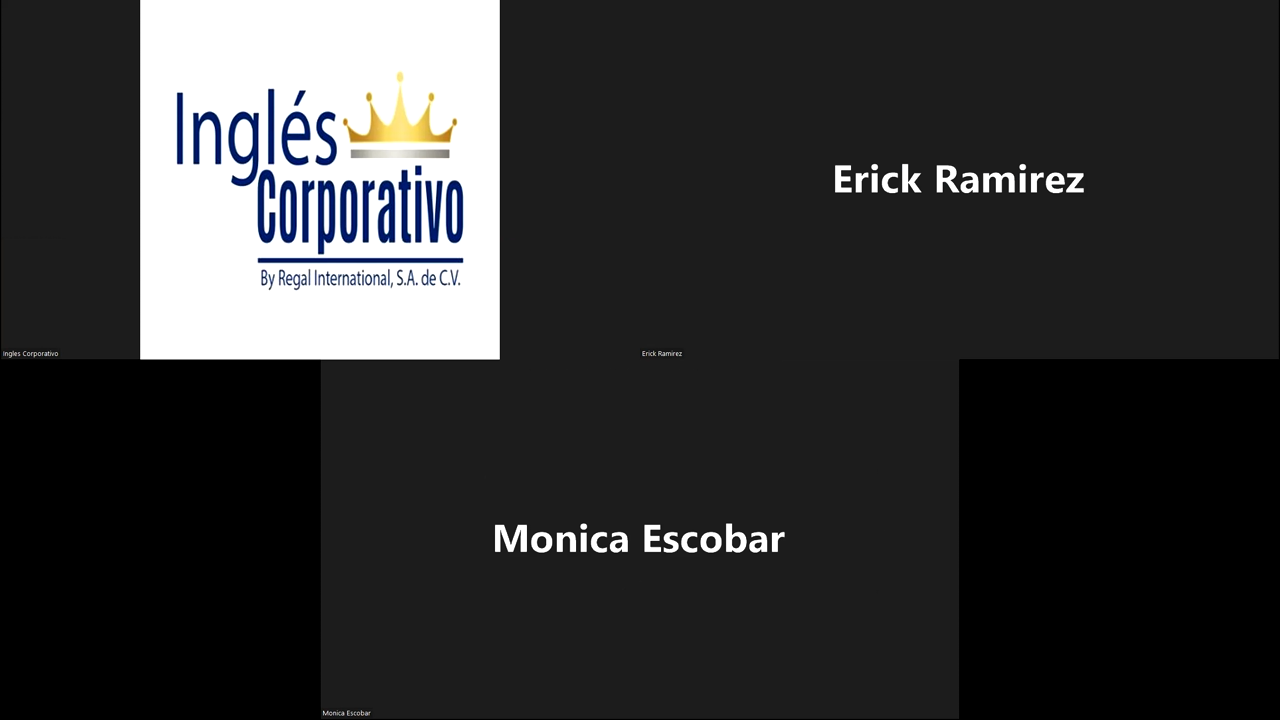 Inglés
Corporativo
By Regal International, S.A. de C.V.
Ingles Corporativo
Erick Ramirez
Erick Ramirez
Monica Escobar
Monica Escobar